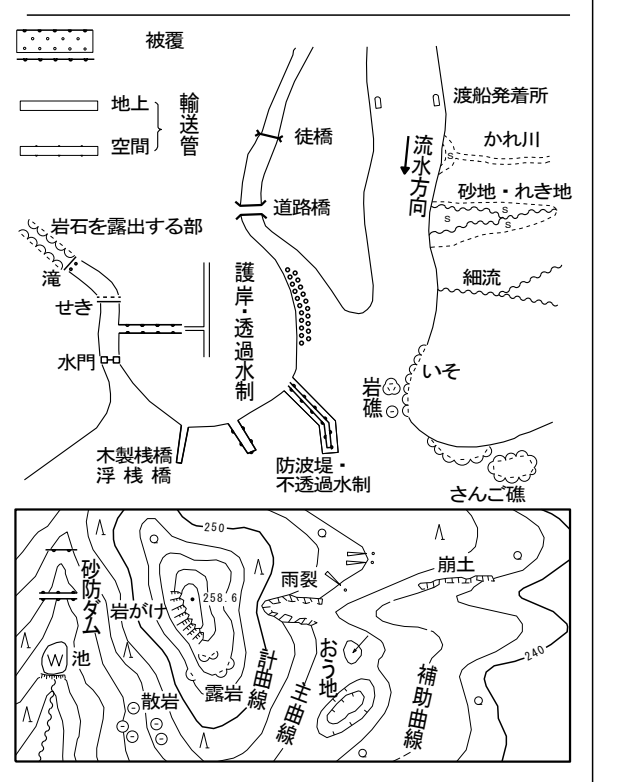 被覆
地上
空間
輸送管
徒橋
道路橋
渡船発着所
かれ川
流水方向
砂地・れき地
S
S
S
細流
岩石を露出する部
滝
せき
水門
護岸・透過水制
いそ
岩礁
木製桟橋
浮桟橋
防波堤・
不透過水制
さんご礁
250
砂防ダム
岩がけ
258.6
雨裂
崩土
W
池
散岩
露岩
計曲線
主曲線
おう地
補助曲線
240